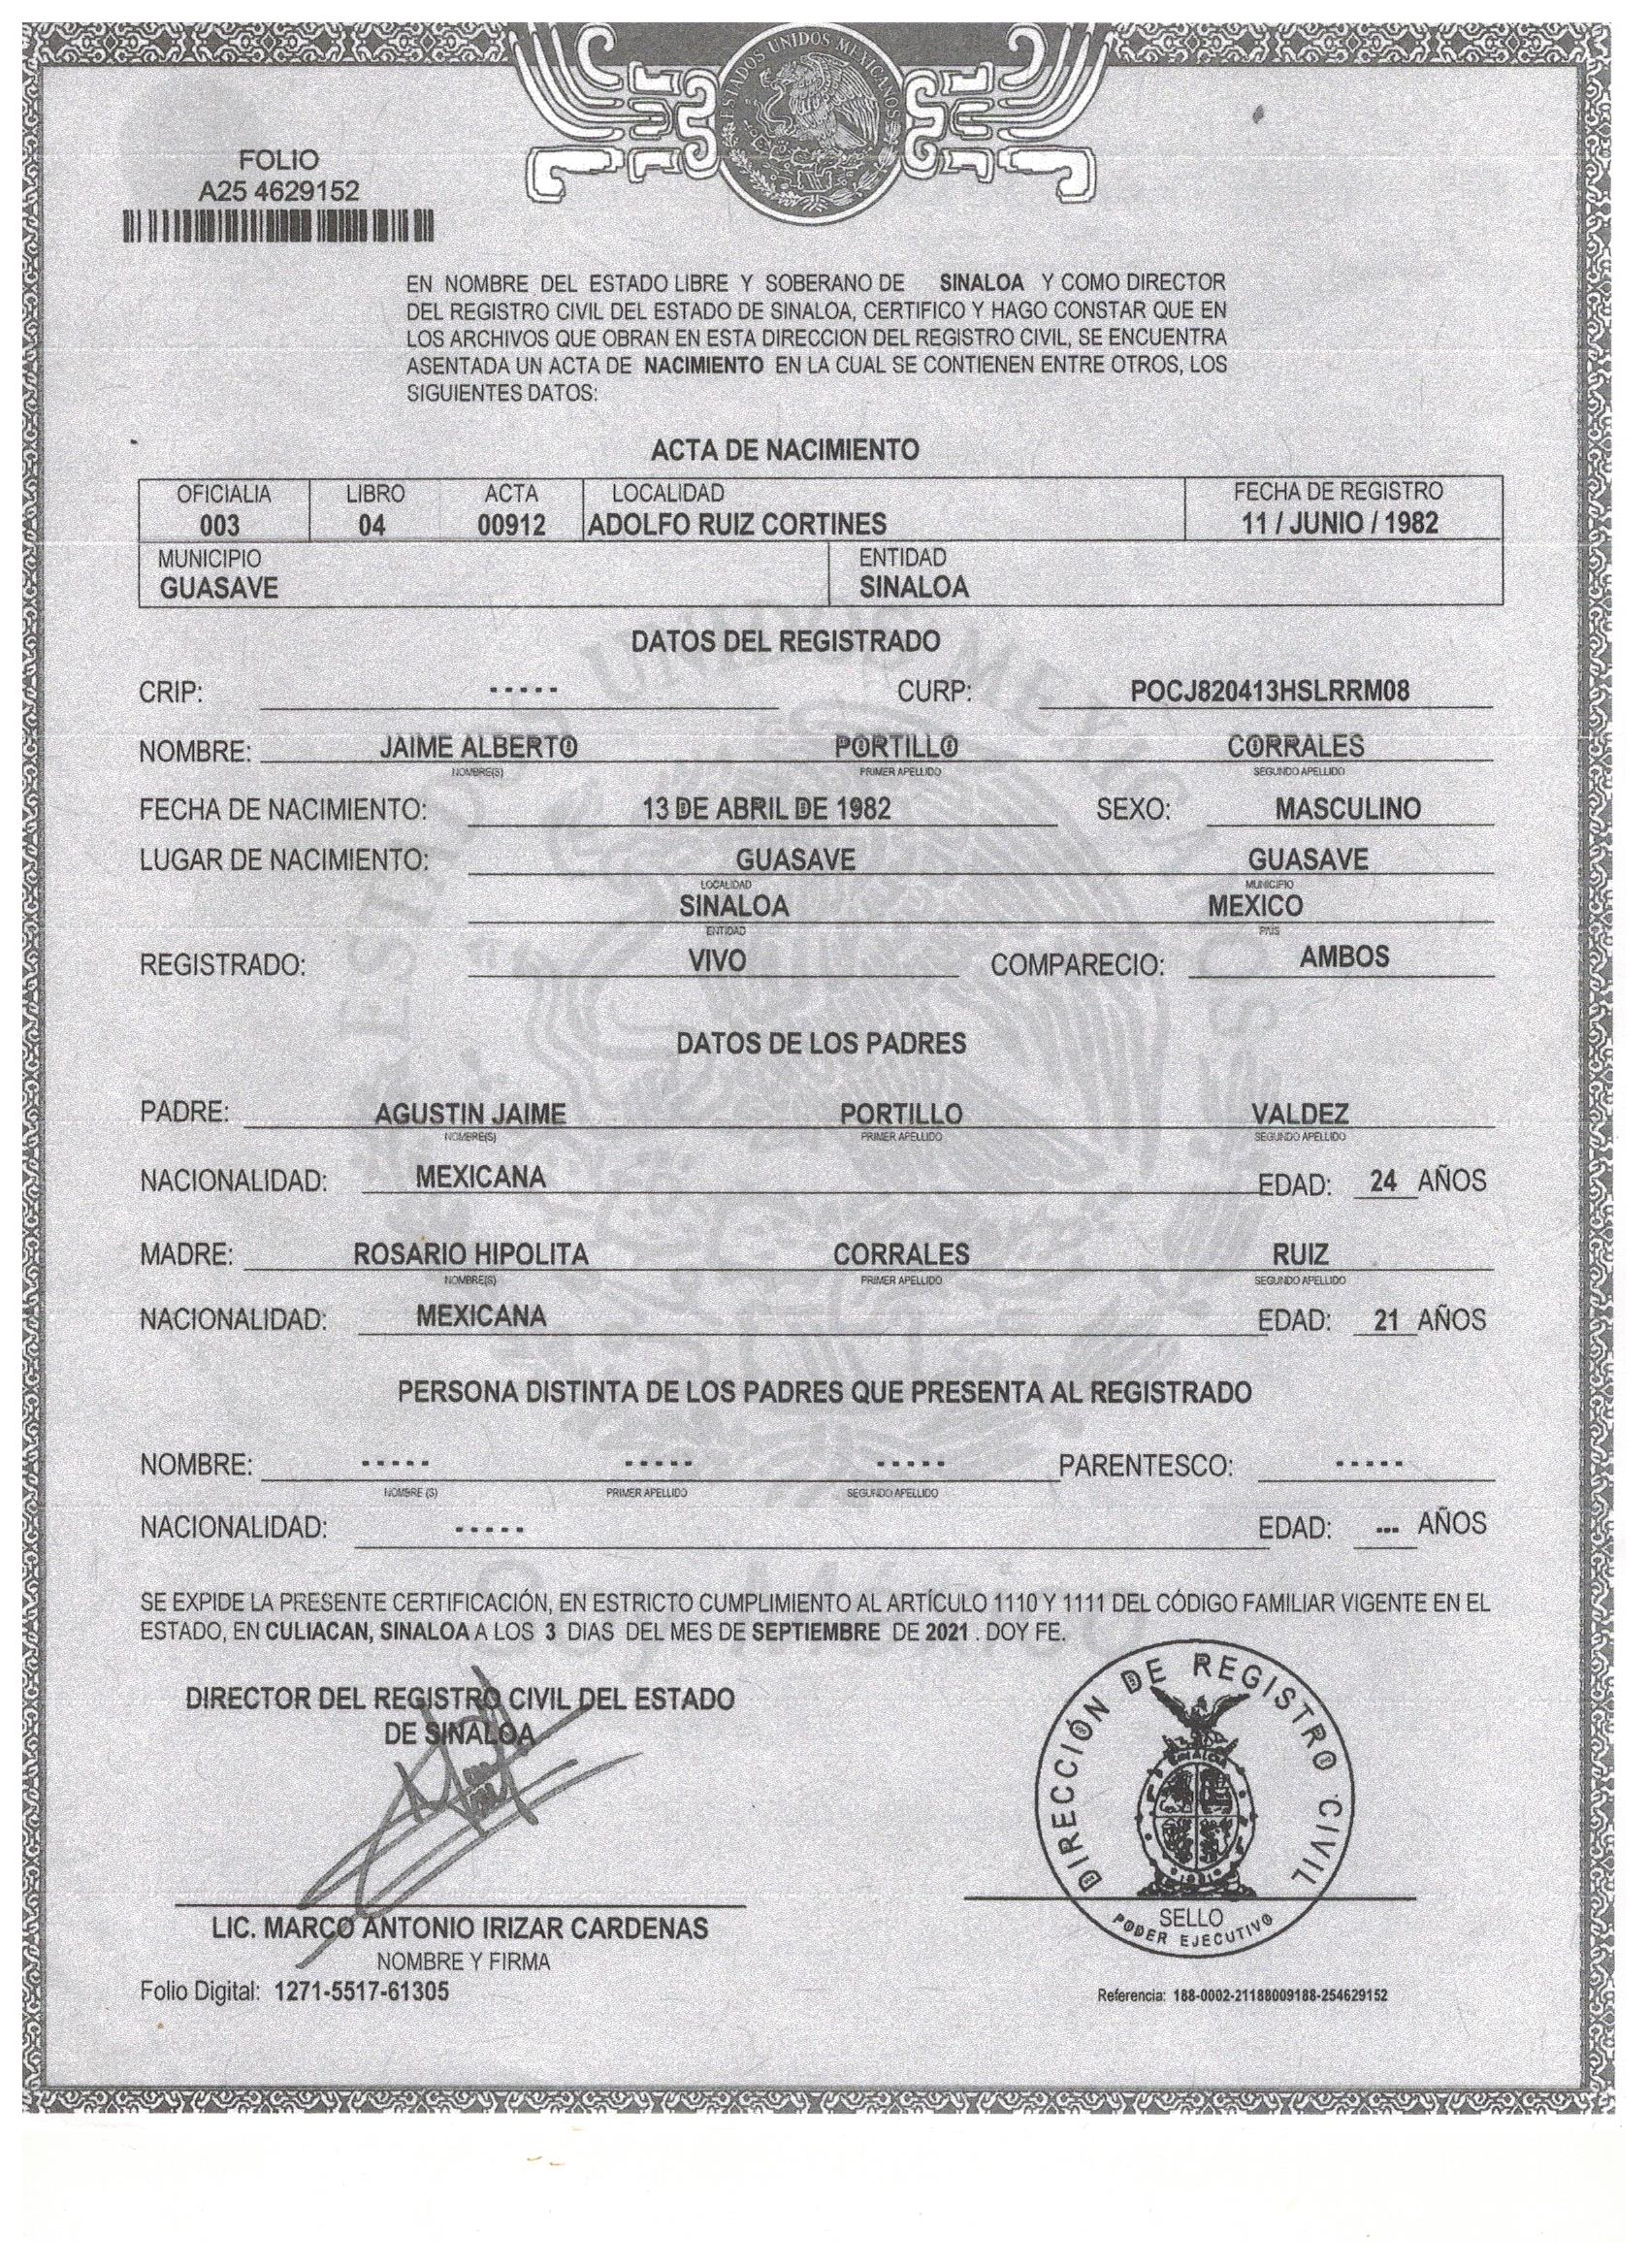 ESTADOS UNIDOS MEXICANOS
FOLIO
A25 4629152
EN NOMBRE DEL ESTADO LIBRE Y SOBERANO DE SINALOA Y COMO DIRECTOR
DEL REGISTRO CIVIL DEL ESTADO DE SINALOA, CERTIFICO Y HAGO CONSTAR QUE EN
LOS ARCHIVOS QUE OBRAN EN ESTA DIRECCION DEL REGISTRO CIVIL, SE ENCUENTRA
ASENTADA UN ACTA DE NACIMIENTO EN LA CUAL SE CONTIENEN ENTRE OTROS, LOS
SIGUIENTES DATOS:
ACTA DE NACIMIENTO
OFICIALIA LIBRO ACTA LOCALIDAD FECHA DE REGISTRO
003 04 00912 ADOLFO RUIZ CORTINES 11 / JUNIO / 1982
MUNICIPIO ENTIDAD
GUASAVE SINALOA
DATOS DEL REGISTRADO
CRIP: ----- CURP: POCJ820413HSLRRM08
NOMBRE: JAIME ALBERTO PORTILLO CORRALES
NOMBRE(S) PRIMER APELLIDO SEGUNDO APELLIDO
FECHA DE NACIMIENTO: 13 DE ABRIL DE 1982 SEXO: MASCULINO
LUGAR DE NACIMIENTO: GUASAVE GUASAVE
LOCALIDAD MUNICIPIO
SINALOA MEXICO
ENTIDAD PAIS
REGISTRADO: VIVO COMPARECIO: AMBOS
DATOS DE LOS PADRES
PADRE: AGUSTIN JAIME PORTILLO VALDEZ
NOMBRE(S) PRIMER APELLIDO SEGUNDO APELLIDO
NACIONALIDAD: MEXICANA EDAD: 24 AÑOS
MADRE: ROSARIO HIPOLITA CORRALES RUIZ
NOMBRE(S) PRIMER APELLIDO SEGUNDO APELLIDO
NACIONALIDAD: MEXICANA EDAD: 21 AÑOS
PERSONA DISTINTA DE LOS PADRES QUE PRESENTA AL REGISTRADO
NOMBRE: ----- ----- ----- PARENTESCO: -----
NOMBRE (S) PRIMER APELLIDO SEGUNDO APELLIDO
NACIONALIDAD: ----- EDAD: --- AÑOS
SE EXPIDE LA PRESENTE CERTIFICACIÓN, EN ESTRICTO CUMPLIMIENTO AL ARTÍCULO 1110 Y 1111 DEL CÓDIGO FAMILIAR VIGENTE EN EL
ESTADO, EN CULIACAN, SINALOA A LOS 3 DIAS DEL MES DE SEPTIEMBRE DE 2021 . DOY FE.
DIRECTOR DEL REGISTRO CIVIL DEL ESTADO
DE SINALOA
DIRECCIÓN DE REGISTRO CIVIL
SINALOA
LIC. MARCO ANTONIO IRIZAR CARDENAS
SELLO
PODER EJECUTIVO
NOMBRE Y FIRMA
Folio Digital: 1271-5517-61305
Referencia: 188-0002-21188009188-254629152